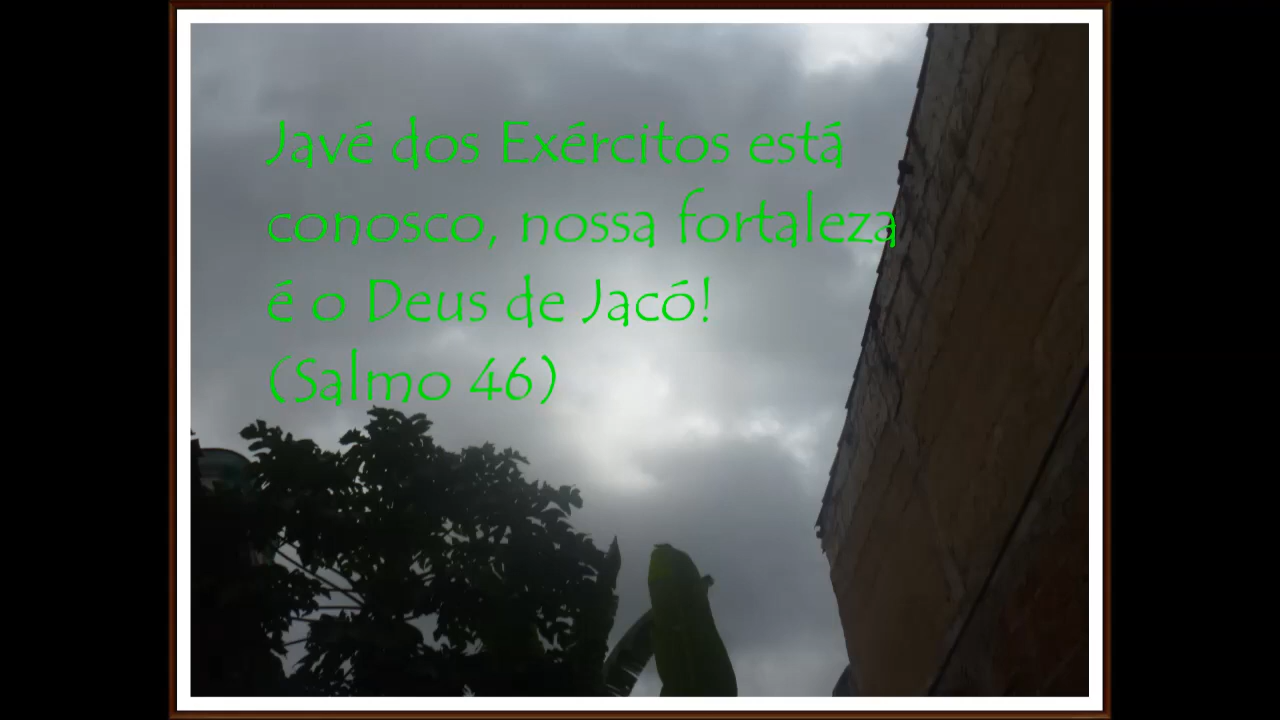 Javé dos Exércitos está
conosco, nossa fortaleza
é o Deus de Jacó!
(Salmo 46)